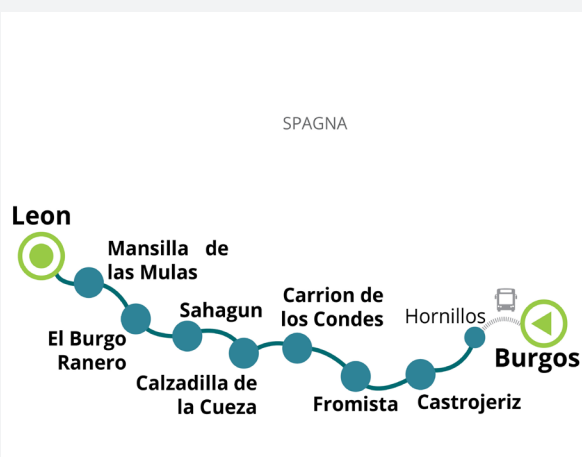 SPAGNA
Leon
Mansilla de
las Mulas
Sahagun
Carrion de
los Condes
Hornillos
Burgos
El Burgo
Ranero
Calzadilla de
la Cueza
Fromista
Castrojeriz